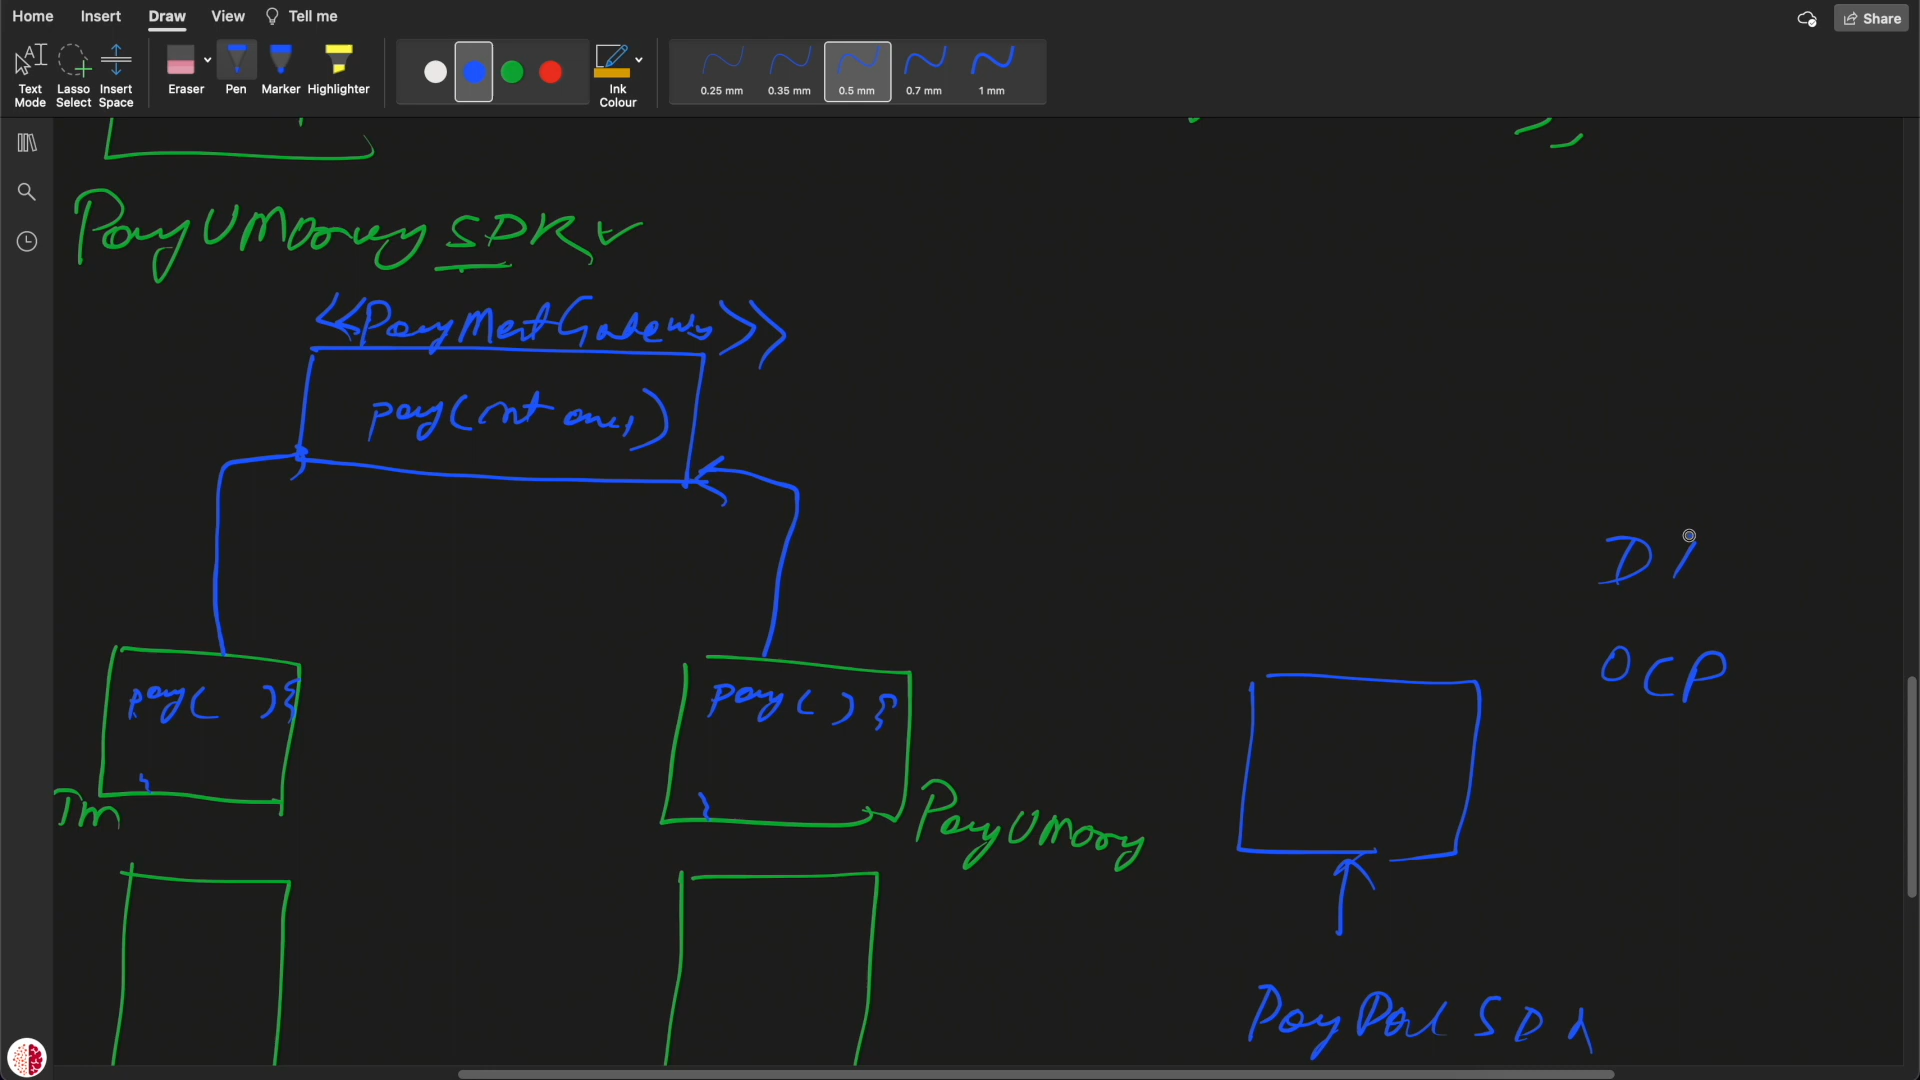 Home Insert Draw View Tell me Share
Text Mode Lasso Select Insert Space Eraser Pen Marker Highlighter Ink Colour 0.25 mm 0.35 mm 0.5 mm 0.7 mm 1 mm
PayUMoney SDK
<<PaymentGateway>>
pay(int amt)
DI
OCP
pay( ){
}
pay( ){
}
PayUMoney
PayPal SDK